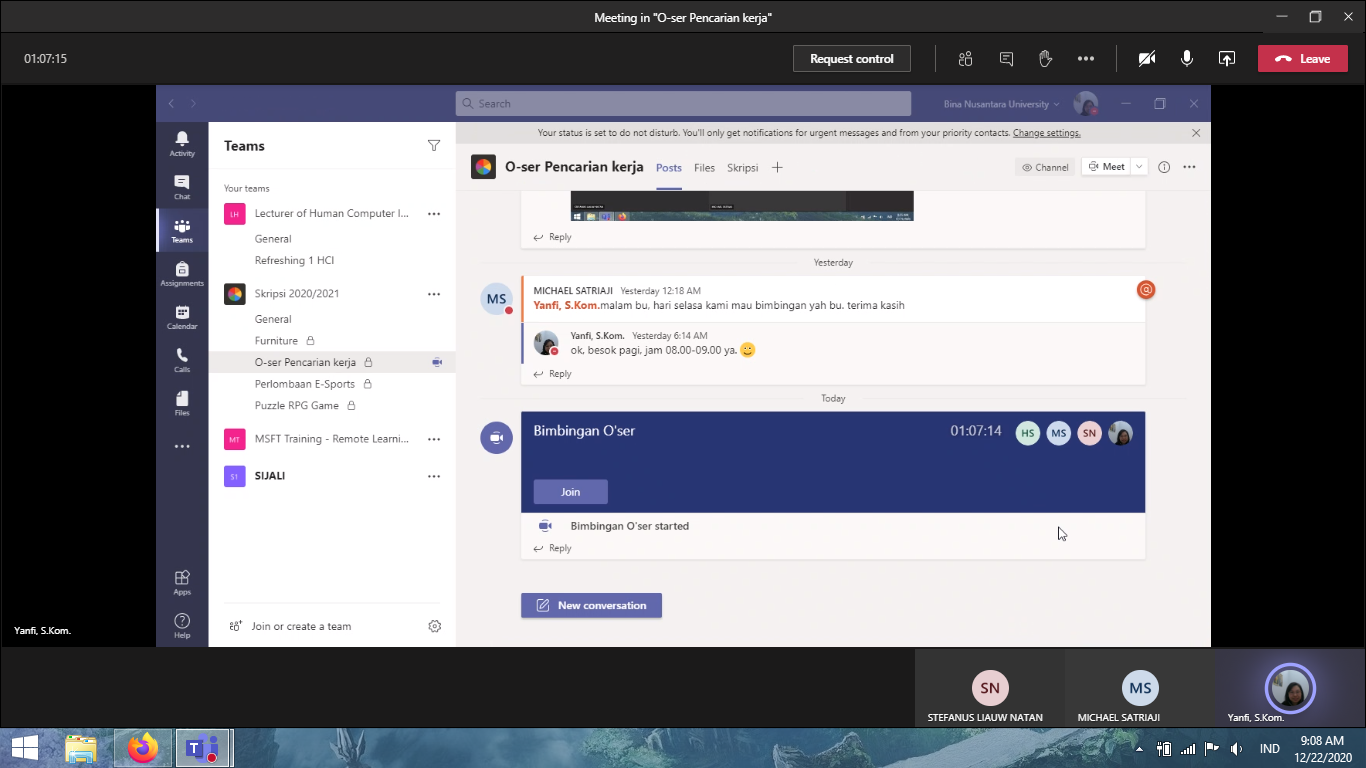 Meeting in "O-ser Pencarian kerja"
01:07:15
Request control
Leave
Search
Bina Nusantara University
Activity
Chat
Teams
Assignments
Calendar
Calls
Files
Apps
Help
Teams
Your teams
LH Lecturer of Human Computer I...
General
Refreshing 1 HCI
Skripsi 2020/2021
General
Furniture
O-ser Pencarian kerja
Perlombaan E-Sports
Puzzle RPG Game
MT MSFT Training - Remote Learni...
S1 SIJALI
Join or create a team
Your status is set to do not disturb. You'll only get notifications for urgent messages and from your priority contacts. Change settings.
O-ser Pencarian kerja Posts Files Skripsi
Channel Meet
Reply
Yesterday
MS
MICHAEL SATRIAJI Yesterday 12:18 AM
Yanfi, S.Kom.malam bu, hari selasa kami mau bimbingan yah bu. terima kasih
Yanfi, S.Kom. Yesterday 6:14 AM
ok, besok pagi, jam 08.00-09.00 ya.
Reply
Today
Bimbingan O'ser 01:07:14 HS MS SN
Join
Bimbingan O'ser started
Reply
New conversation
Yanfi, S.Kom.
SN
STEFANUS LIAUW NATAN
MS
MICHAEL SATRIAJI
Yanfi, S.Kom.
IND
9:08 AM
12/22/2020